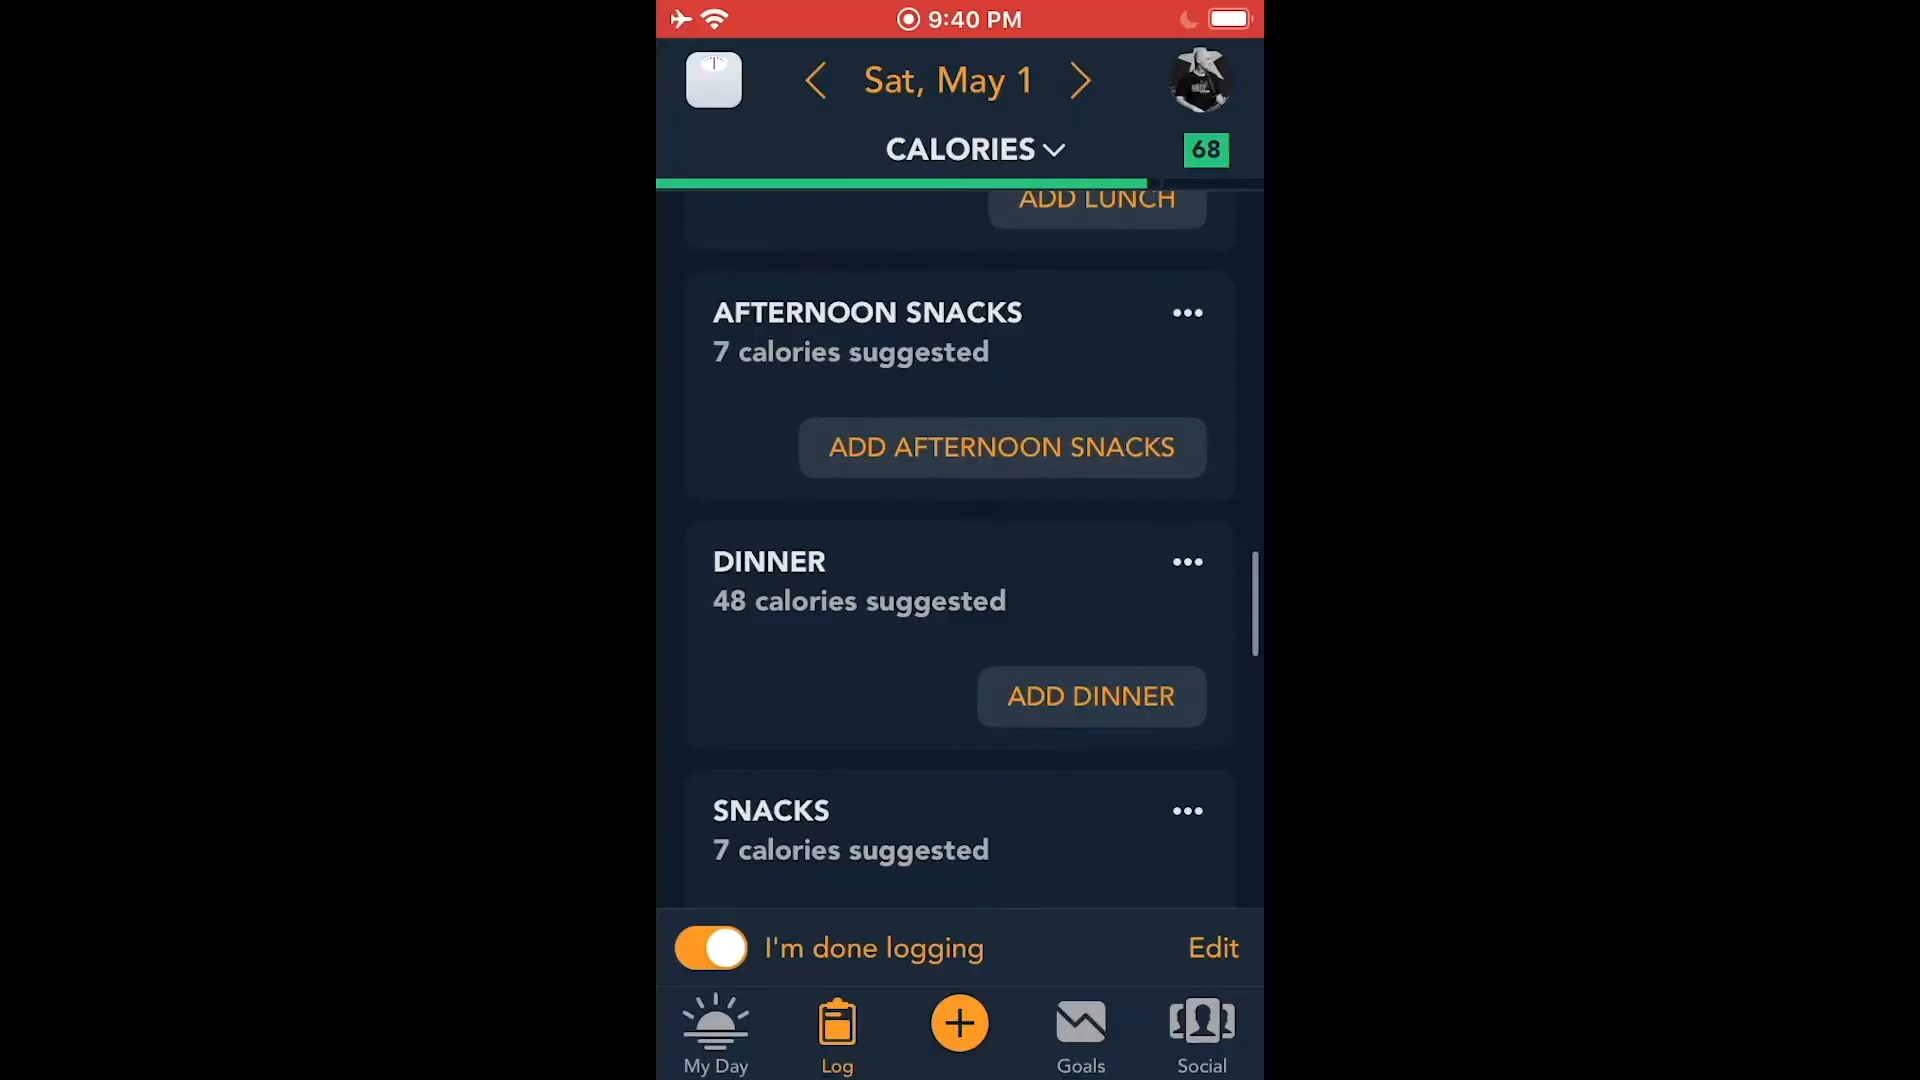 9:40 PM
Sat, May 1
CALORIES
68
ADD LUNCH
AFTERNOON SNACKS
7 calories suggested
ADD AFTERNOON SNACKS
DINNER
48 calories suggested
ADD DINNER
SNACKS
7 calories suggested
I'm done logging
Edit
My Day
Log
Goals
Social